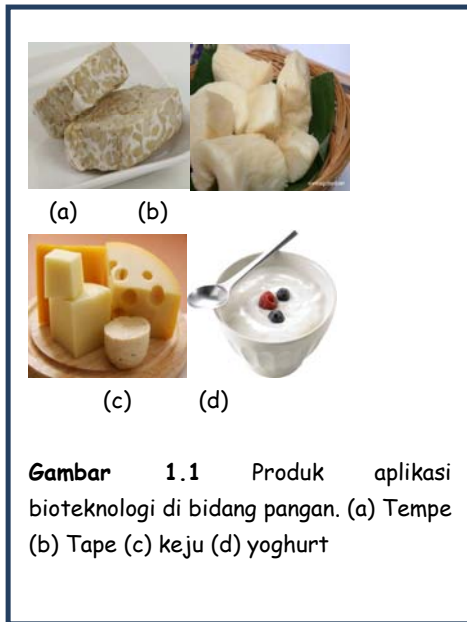 (a) (b)
(c) (d)
Gambar 1.1 Produk aplikasi
bioteknologi di bidang pangan. (a) Tempe
(b) Tape (c) keju (d) yoghurt